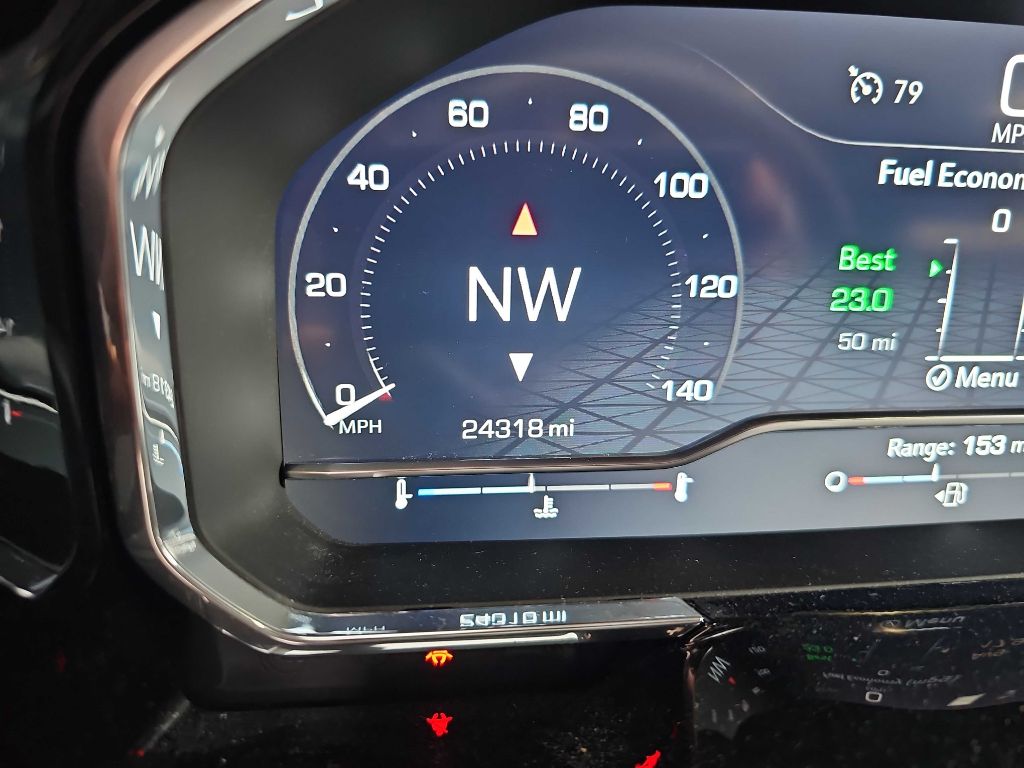 79
MP
60 80
40 100
Fuel Econom
0
NW
Best
20 120
23.0
50 mi
0 140
Menu
MPH
24318 mi
Range: 153 m